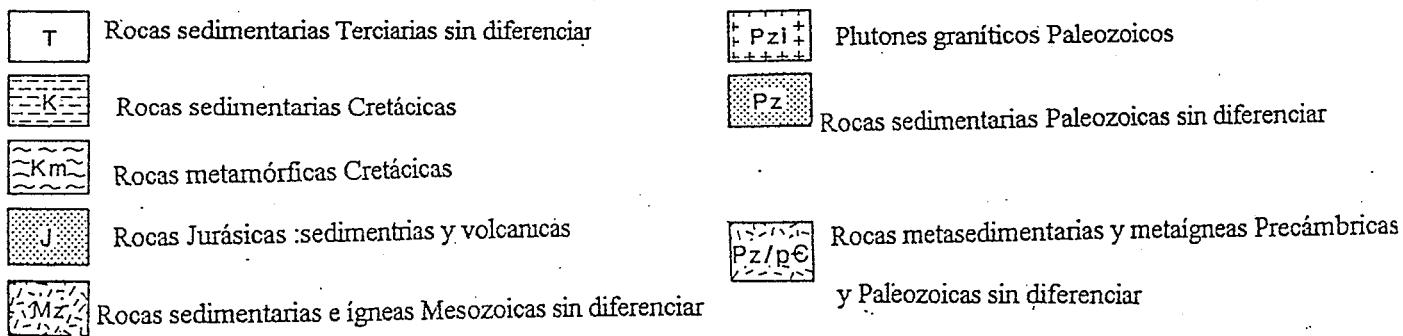 T Rocas sedimentarias Terciarias sin diferenciar
K Rocas sedimentarias Cretácicas
Km Rocas metamórficas Cretácicas
J Rocas Jurásicas :sedimentrias y volcanicas
Mz Rocas sedimentarias e ígneas Mesozoicas sin diferenciar
Pzi Plutones graníticos Paleozoicos
Pz Rocas sedimentarias Paleozoicas sin diferenciar
Pz/p€ Rocas metasedimentarias y metaígneas Precámbricas
y Paleozoicas sin diferenciar